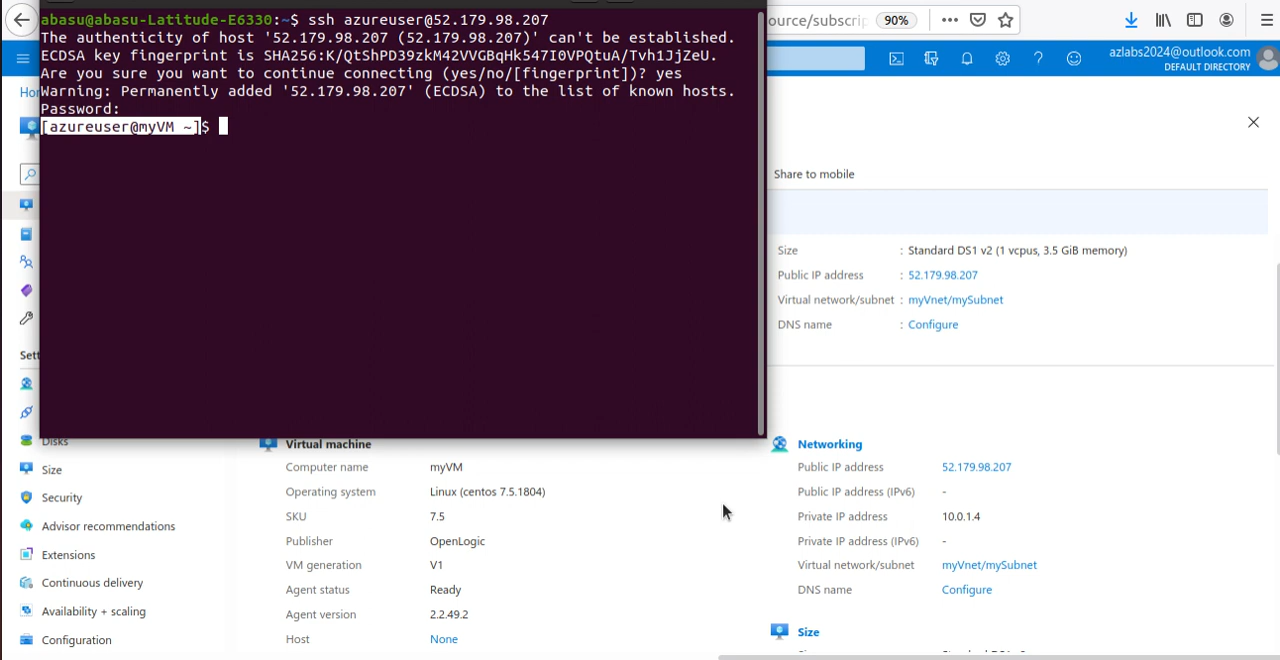 abasu@abasu-Latitude-E6330:~$ ssh azureuser@52.179.98.207
The authenticity of host '52.179.98.207 (52.179.98.207)' can't be established.
ECDSA key fingerprint is SHA256:K/QtShPD39zkM42VVGBqHk547I0VPQtuA/Tvh1JjZeU.
Are you sure you want to continue connecting (yes/no/[fingerprint])? yes
Warning: Permanently added '52.179.98.207' (ECDSA) to the list of known hosts.
Password:
[azureuser@myVM ~]$
ource/subscrip 90%
azlabs2024@outlook.com
DEFAULT DIRECTORY
Hor
Share to mobile
Size : Standard DS1 v2 (1 vcpus, 3.5 GiB memory)
Public IP address : 52.179.98.207
Virtual network/subnet : myVnet/mySubnet
DNS name : Configure
Sett
Disks
Size
Security
Advisor recommendations
Extensions
Continuous delivery
Availability + scaling
Configuration
Virtual machine
Computer name myVM
Operating system Linux (centos 7.5.1804)
SKU 7.5
Publisher OpenLogic
VM generation V1
Agent status Ready
Agent version 2.2.49.2
Host None
Networking
Public IP address 52.179.98.207
Public IP address (IPv6) -
Private IP address 10.0.1.4
Private IP address (IPv6) -
Virtual network/subnet myVnet/mySubnet
DNS name Configure
Size